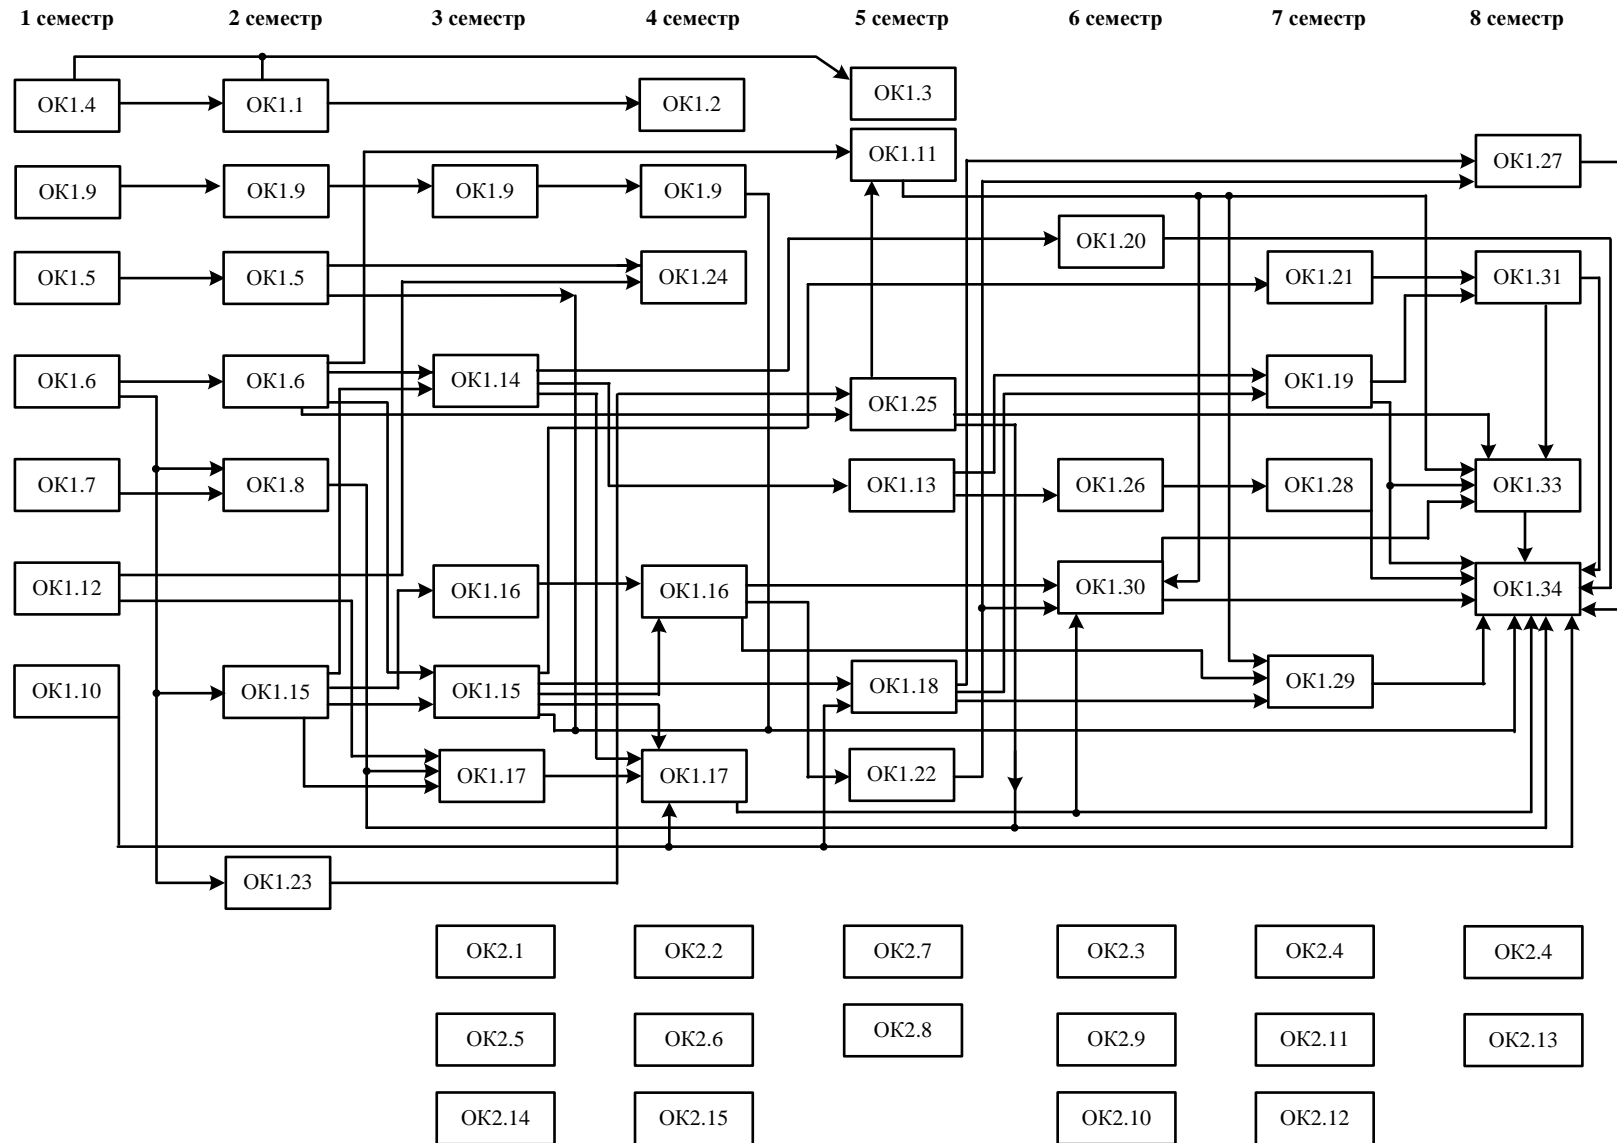 1 семестр 2 семестр 3 семестр 4 семестр 5 семестр 6 семестр 7 семестр 8 семестр
ОК1.4 ОК1.1 ОК1.2 ОК1.3
ОК1.11 ОК1.27
ОК1.9 ОК1.9 ОК1.9 ОК1.9
ОК1.20
ОК1.5 ОК1.5 ОК1.24 ОК1.21 ОК1.31
ОК1.6 ОК1.6 ОК1.14 ОК1.25 ОК1.19
ОК1.7 ОК1.8 ОК1.13 ОК1.26 ОК1.28 ОК1.33
ОК1.12 ОК1.16 ОК1.16 ОК1.30 ОК1.34
ОК1.10 ОК1.15 ОК1.15 ОК1.18 ОК1.29
ОК1.17 ОК1.17 ОК1.22
ОК1.23
ОК2.1 ОК2.2 ОК2.7 ОК2.3 ОК2.4 ОК2.4
ОК2.5 ОК2.6 ОК2.8 ОК2.9 ОК2.11 ОК2.13
ОК2.14 ОК2.15 ОК2.10 ОК2.12